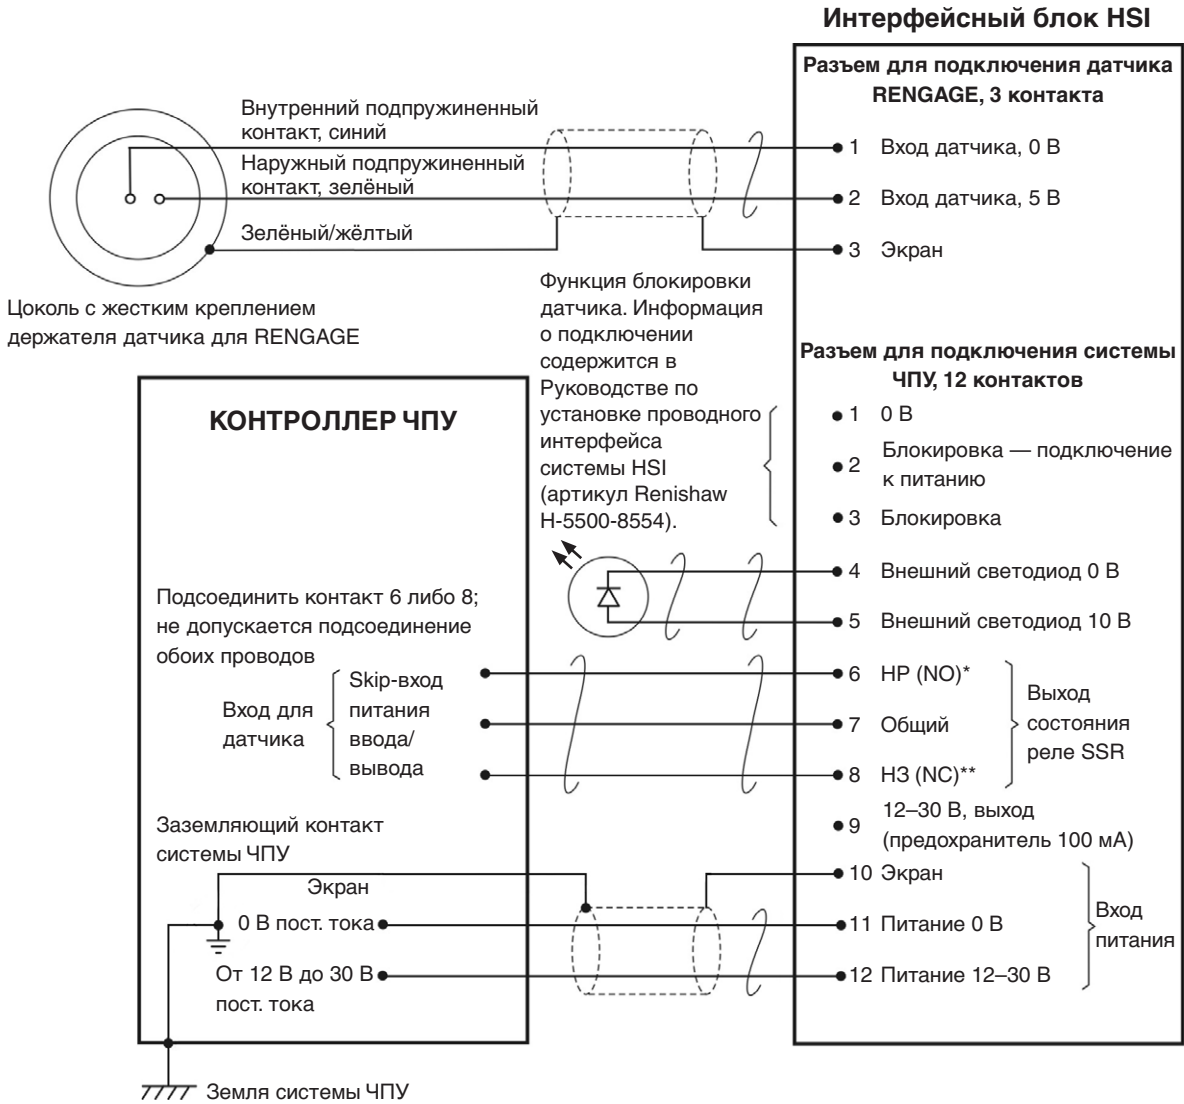 Интерфейсный блок HSI
Разъем для подключения датчика
RENGAGE, 3 контакта
Внутренний подпружиненный
контакт, синий
1 Вход датчика, 0 В
Наружный подпружиненный
контакт, зелёный
2 Вход датчика, 5 В
Зелёный/жёлтый
3 Экран
Цоколь с жестким креплением
держателя датчика для RENGAGE
Функция блокировки
датчика. Информация
о подключении
содержится в
Руководстве по
установке проводного
интерфейса
системы HSI
(артикул Renishaw
H-5500-8554).
Разъем для подключения системы
ЧПУ, 12 контактов
1 0 В
2 Блокировка — подключение
к питанию
3 Блокировка
4 Внешний светодиод 0 В
5 Внешний светодиод 10 В
6 НР (NO)*
7 Общий
8 НЗ (NC)**
Выход
состояния
реле SSR
9 12–30 В, выход
(предохранитель 100 мА)
10 Экран
11 Питание 0 В
12 Питание 12–30 В
Вход
питания
КОНТРОЛЛЕР ЧПУ
Подсоединить контакт 6 либо 8;
не допускается подсоединение
обоих проводов
Вход для
датчика
Skip-вход
питания
ввода/
вывода
Заземляющий контакт
системы ЧПУ
Экран
0 В пост. тока
От 12 В до 30 В
пост. тока
Земля системы ЧПУ